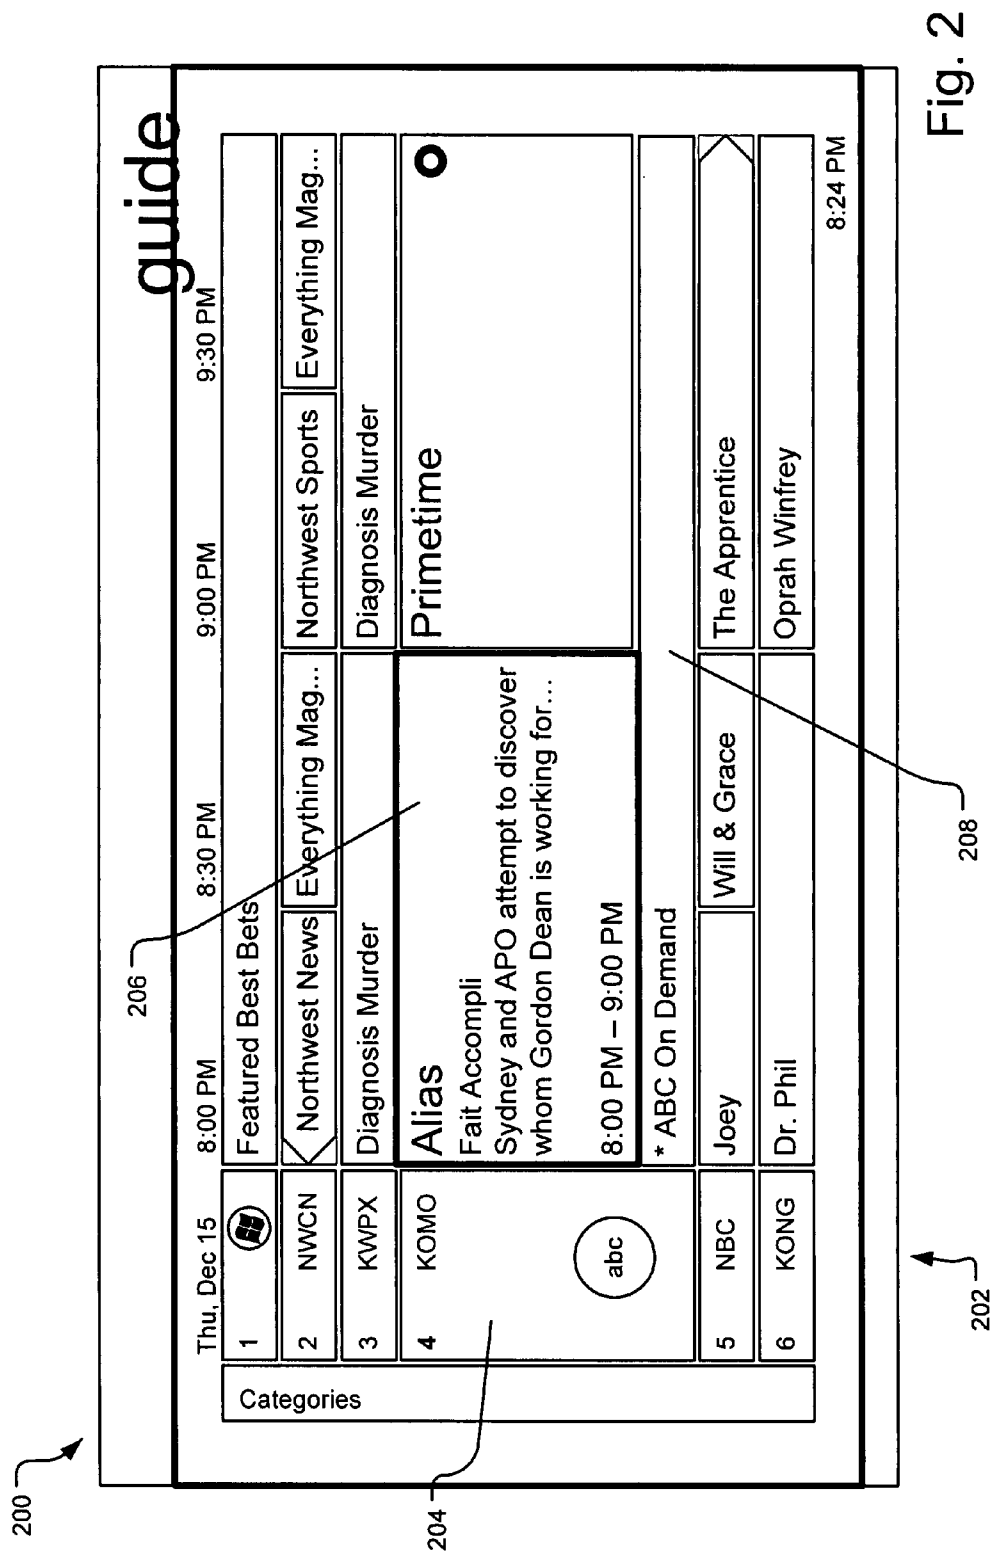 200
202
204
206
208
guide
Thu, Dec 15 8:00 PM 8:30 PM 9:00 PM 9:30 PM
Categories
1 Featured Best Bets
2 NWCN Northwest News Everything Mag... Northwest Sports Everything Mag...
3 KWPX Diagnosis Murder Diagnosis Murder
4 KOMO Alias Primetime
Fait Accompli
Sydney and APO attempt to discover
whom Gordon Dean is working for...
abc
8:00 PM – 9:00 PM
* ABC On Demand
5 NBC Joey Will & Grace The Apprentice
6 KONG Dr. Phil Oprah Winfrey
8:24 PM
Fig. 2